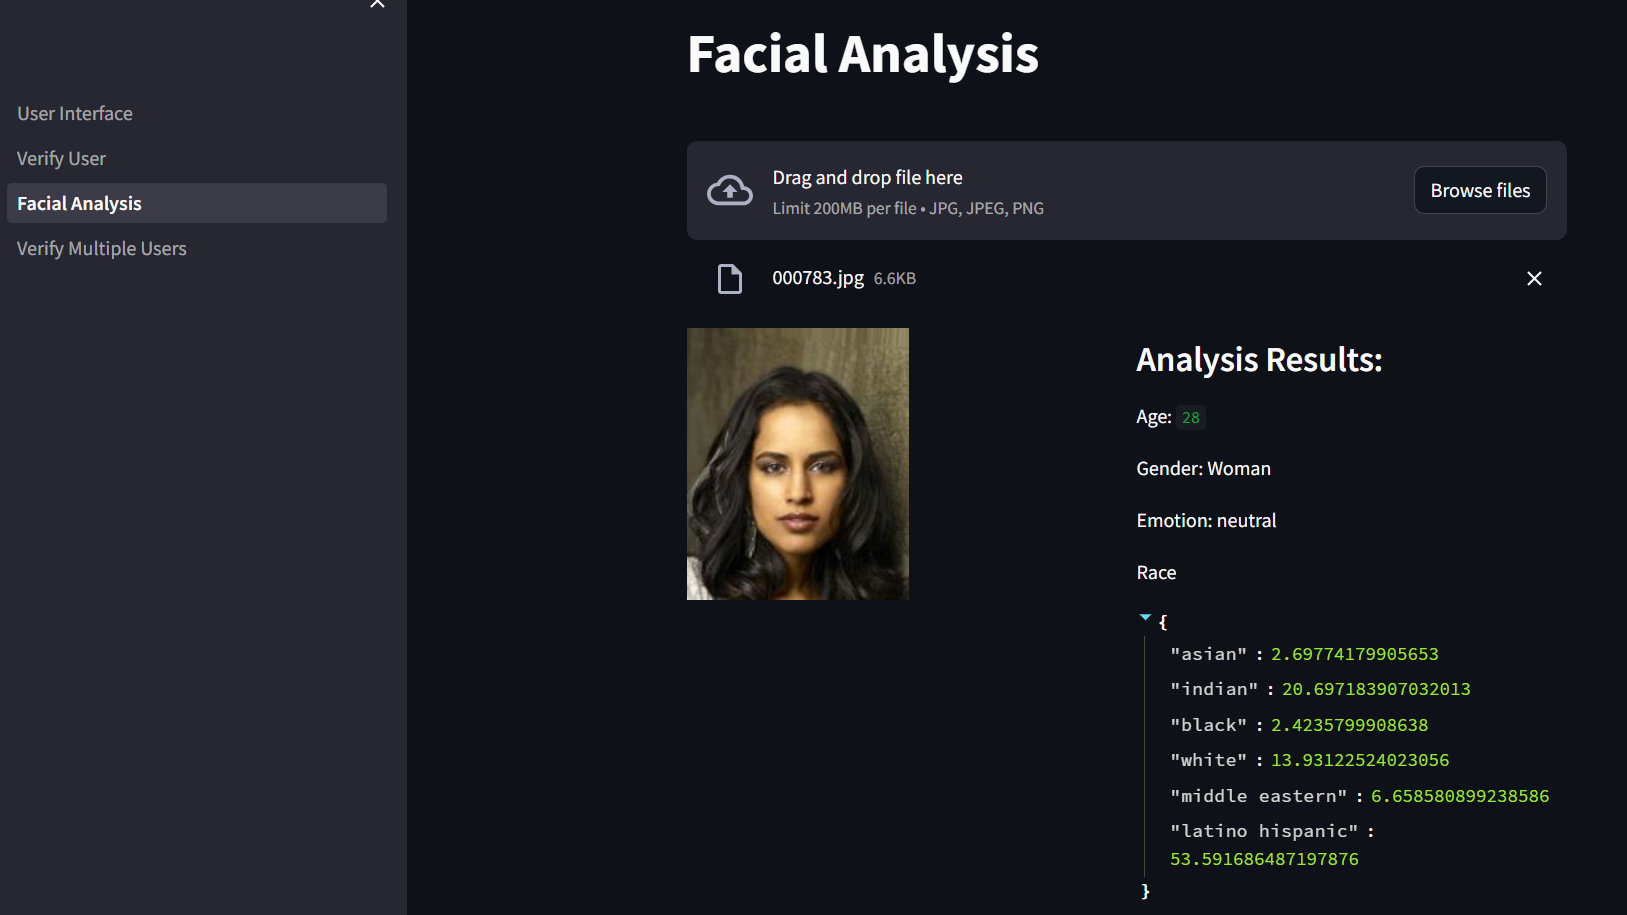 User Interface
Verify User
Facial Analysis
Verify Multiple Users
Facial Analysis
Drag and drop file here
Limit 200MB per file • JPG, JPEG, PNG
Browse files
000783.jpg 6.6KB
Analysis Results:
Age: 28
Gender: Woman
Emotion: neutral
Race
{
"asian" : 2.69774179905653
"indian" : 20.697183907032013
"black" : 2.4235799908638
"white" : 13.93122524023056
"middle eastern" : 6.658580899238586
"latino hispanic" :
53.591686487197876
}